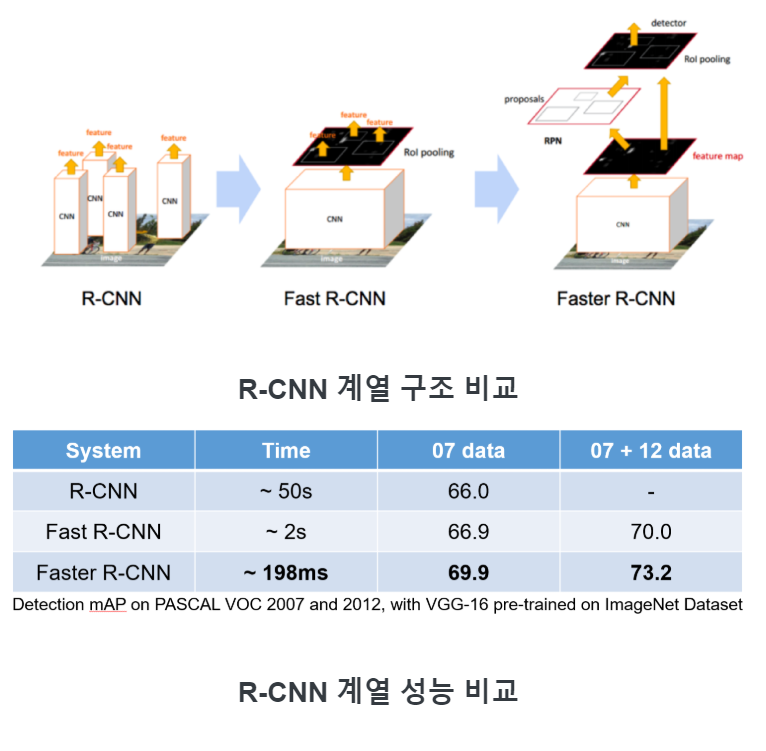 detector
RoI pooling
proposals
RPN
feature map
CNN
image
Faster R-CNN
feature
feature
feature
feature
CNN
CNN
CNN
CNN
image
R-CNN
feature
feature
feature
RoI pooling
CNN
image
Fast R-CNN
R-CNN 계열 구조 비교
System Time 07 data 07 + 12 data
R-CNN ~ 50s 66.0 -
Fast R-CNN ~ 2s 66.9 70.0
Faster R-CNN ~ 198ms 69.9 73.2
Detection mAP on PASCAL VOC 2007 and 2012, with VGG-16 pre-trained on ImageNet Dataset
R-CNN 계열 성능 비교